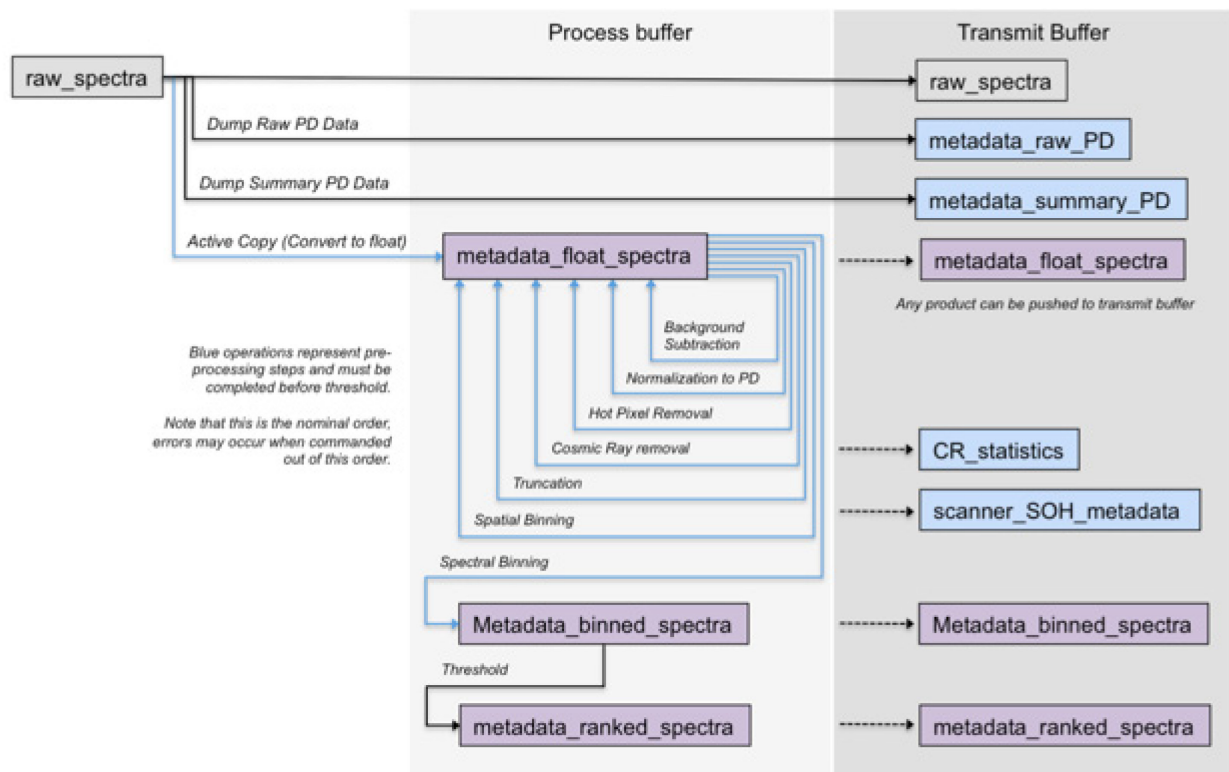 Process buffer
Transmit Buffer
raw_spectra
raw_spectra
Dump Raw PD Data
metadata_raw_PD
Dump Summary PD Data
metadata_summary_PD
Active Copy (Convert to float)
metadata_float_spectra
metadata_float_spectra
Any product can be pushed to transmit buffer
Background
Subtraction
Normalization to PD
Hot Pixel Removal
Cosmic Ray removal
Truncation
Spatial Binning
Spectral Binning
Blue operations represent pre-
processing steps and must be
completed before threshold.
Note that this is the nominal order,
errors may occur when commanded
out of this order.
CR_statistics
scanner_SOH_metadata
Metadata_binned_spectra
Metadata_binned_spectra
Threshold
metadata_ranked_spectra
metadata_ranked_spectra